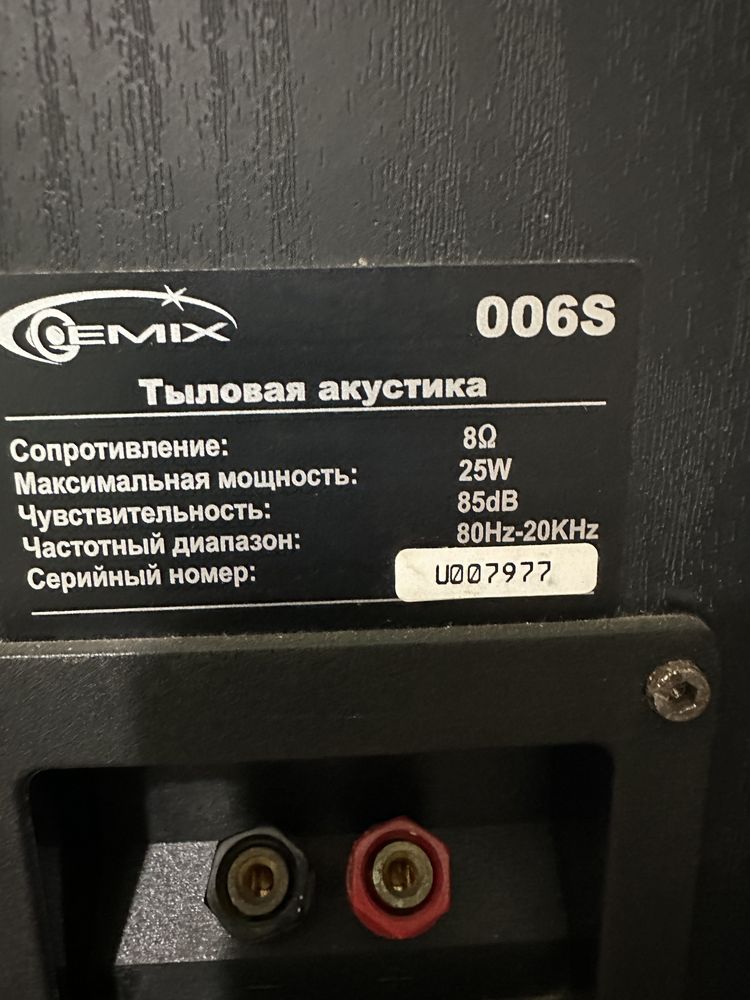 GEMIX
006S
Тыловая акустика
Сопротивление: 8Ω
Максимальная мощность: 25W
Чувствительность: 85dB
Частотный диапазон: 80Hz-20KHz
Серийный номер: U007977